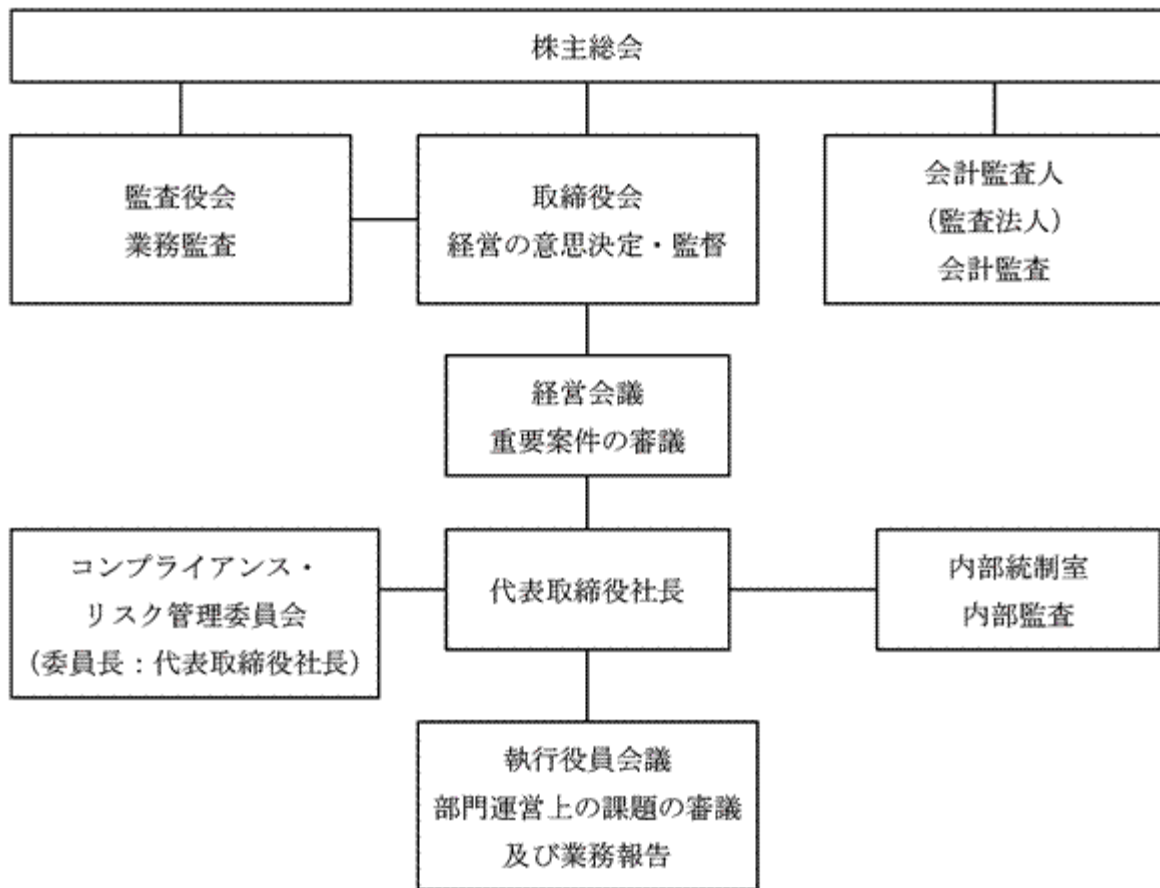 株主総会
監査役会
業務監査
取締役会
経営の意思決定・監督
会計監査人
(監査法人)
会計監査
経営会議
重要案件の審議
コンプライアンス・
リスク管理委員会
(委員長：代表取締役社長)
代表取締役社長
内部統制室
内部監査
執行役員会議
部門運営上の課題の審議
及び業務報告